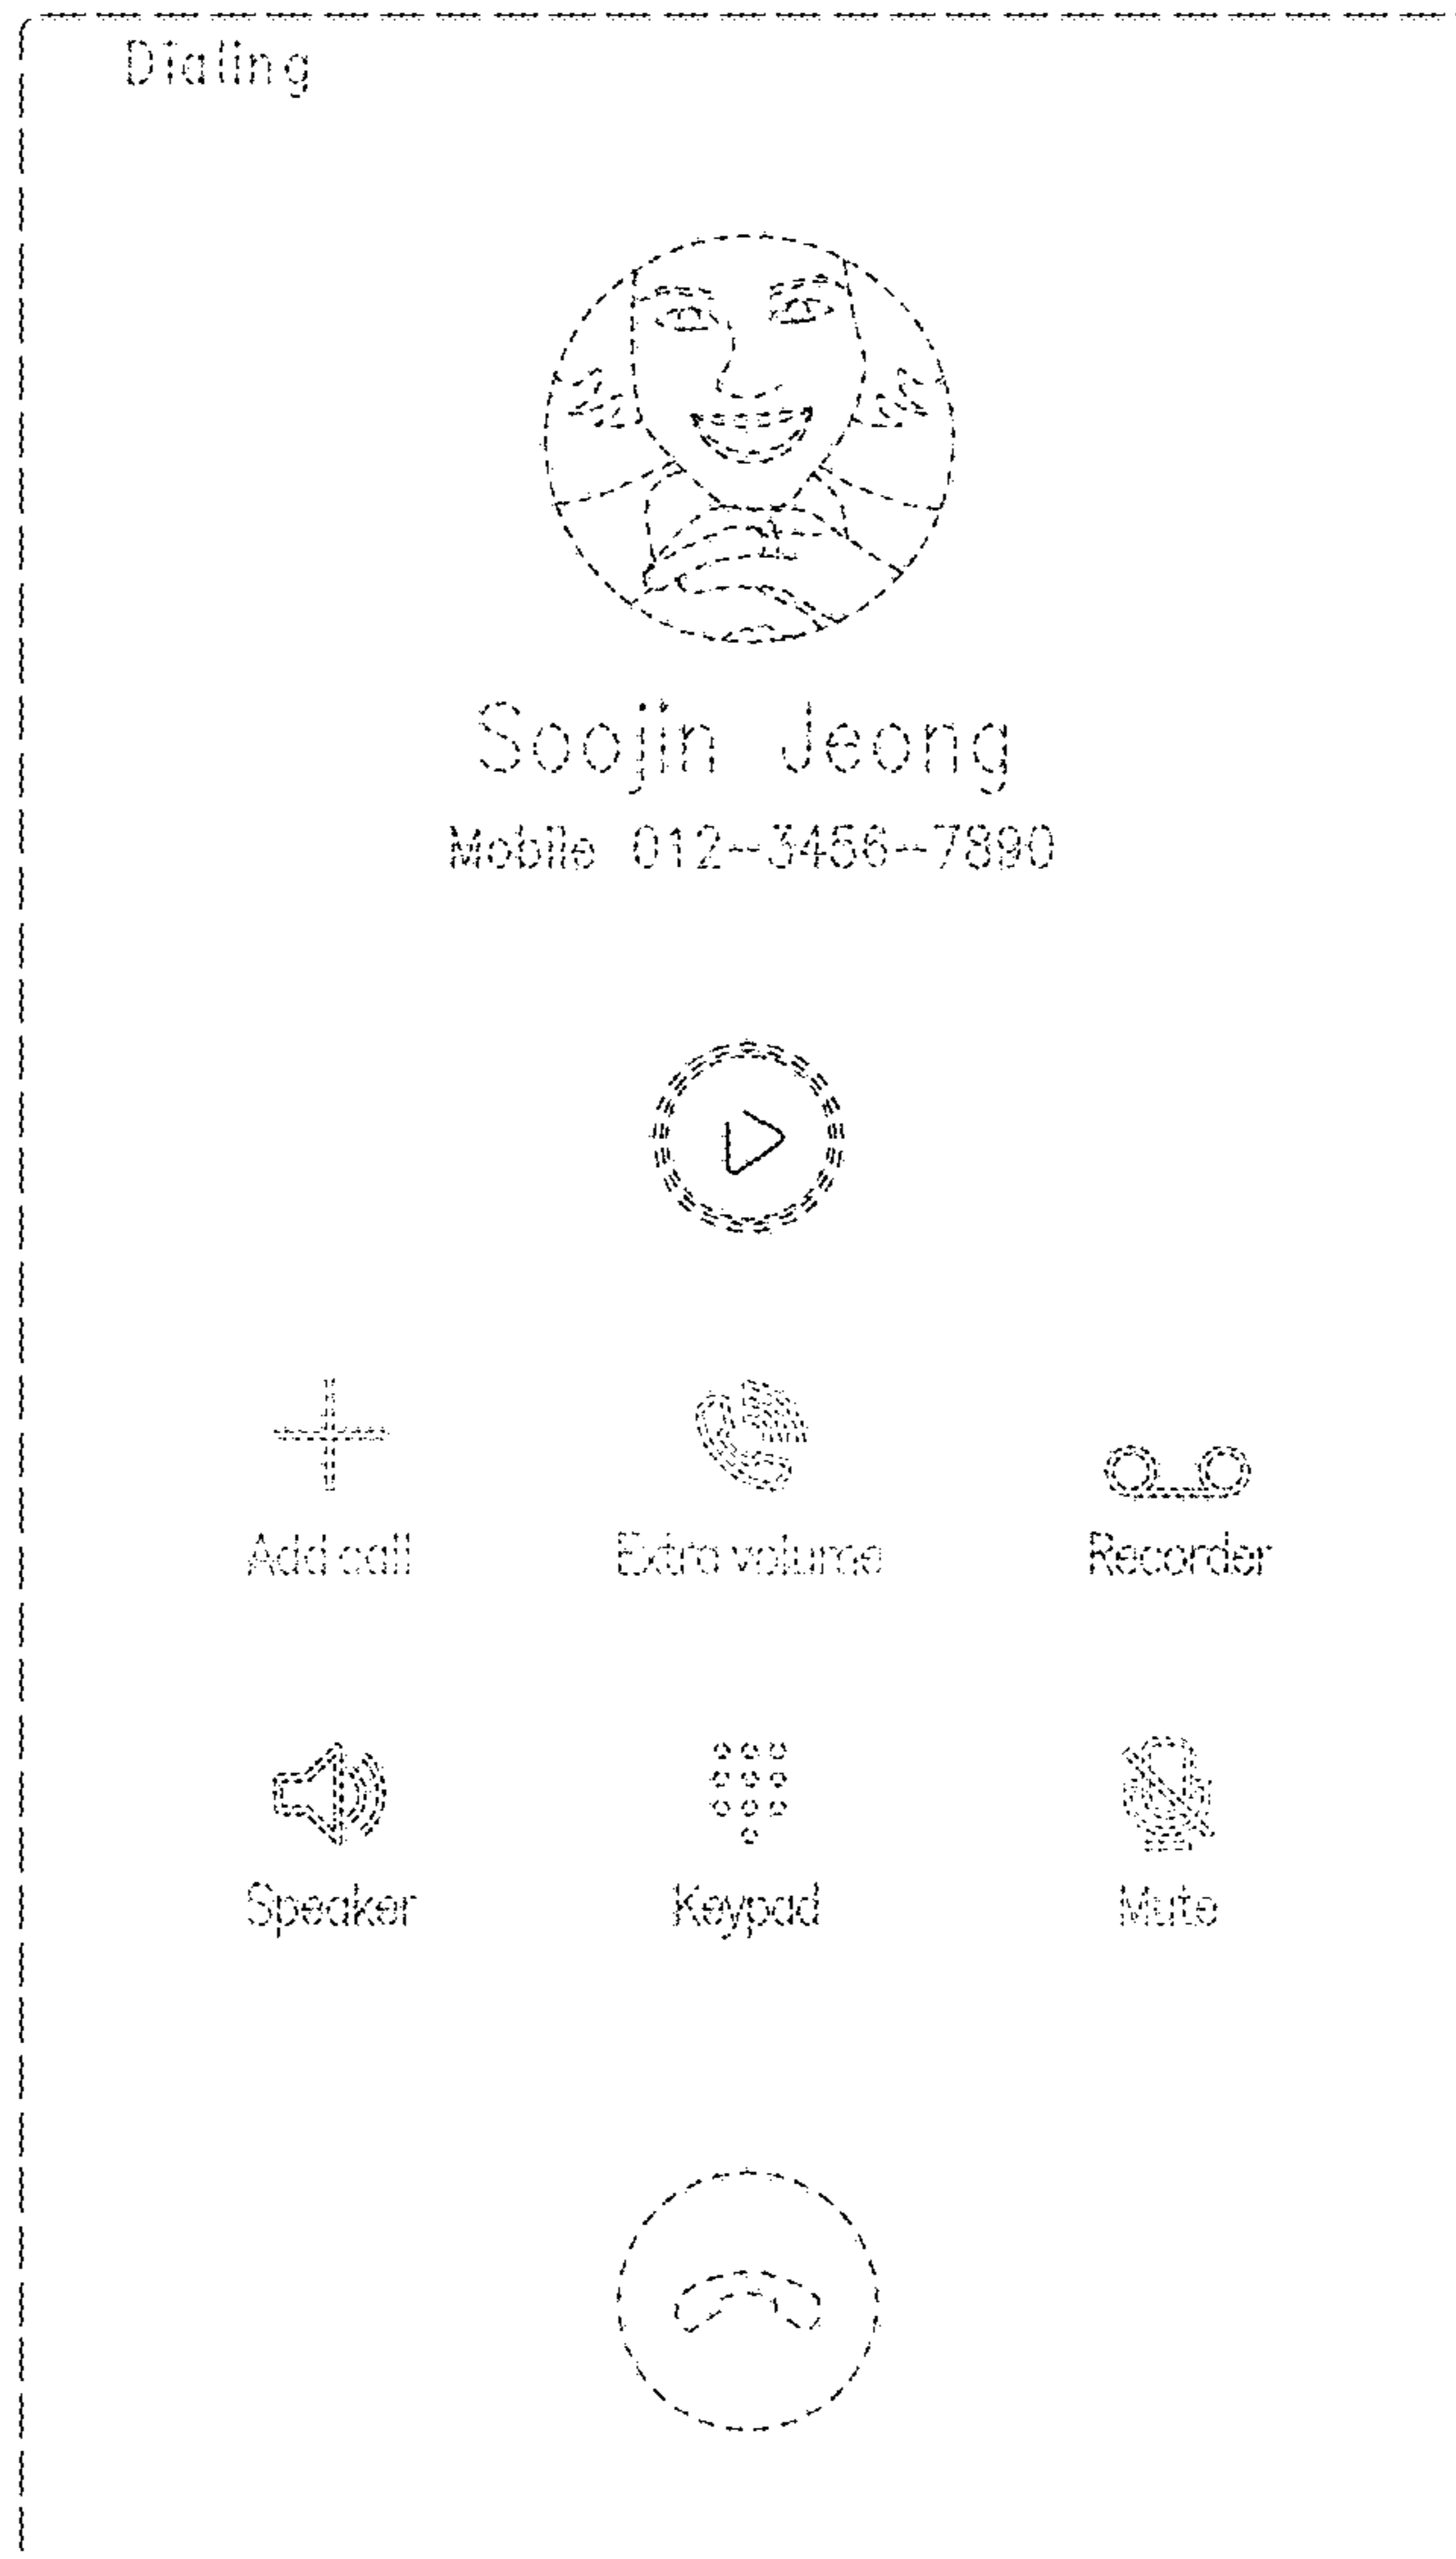 Dialing
Soojin Jeong
Mobile 012-3456-7890
Add call Extra volume Recorder
Speaker Keypad Mute